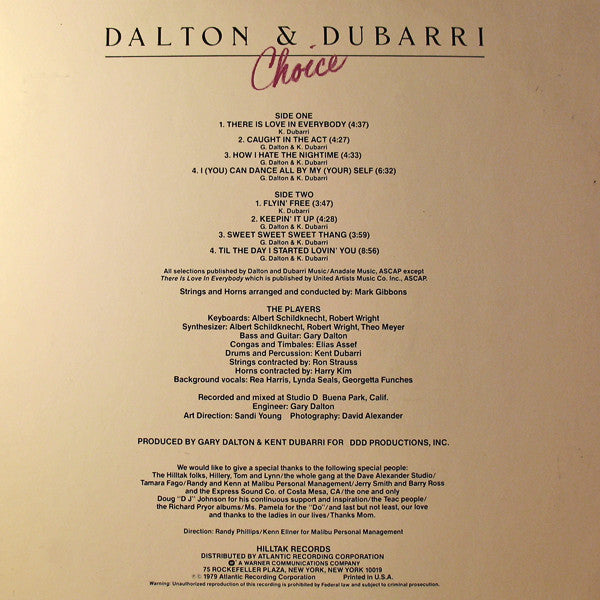 DALTON & DUBARRI
Choice
SIDE ONE
1. THERE IS LOVE IN EVERYBODY (4:37)
K. Dubarri
2. CAUGHT IN THE ACT (4:27)
G. Dalton & K. Dubarri
3. HOW I HATE THE NIGHTIME (4:33)
G. Dalton & K. Dubarri
4. I (YOU) CAN DANCE ALL BY MY (YOUR) SELF (6:32)
G. Dalton & K. Dubarri
SIDE TWO
1. FLYIN' FREE (3:47)
K. Dubarri
2. KEEPIN' IT UP (4:28)
G. Dalton & K. Dubarri
3. SWEET SWEET SWEET THANG (3:59)
G. Dalton & K. Dubarri
4. TIL THE DAY I STARTED LOVIN' YOU (8:56)
G. Dalton & K. Dubarri
All selections published by Dalton and Dubarri Music/Anadale Music, ASCAP except
There Is Love In Everybody which is published by United Artists Music Co. Inc., ASCAP.
Strings and Horns arranged and conducted by: Mark Gibbons
THE PLAYERS
Keyboards: Albert Schildknecht, Robert Wright
Synthesizer: Albert Schildknecht, Robert Wright, Theo Meyer
Bass and Guitar: Gary Dalton
Congas and Timbales: Elias Assef
Drums and Percussion: Kent Dubarri
Strings contracted by: Ron Strauss
Horns contracted by: Harry Kim
Background vocals: Rea Harris, Lynda Seals, Georgetta Funches
Recorded and mixed at Studio D Buena Park, Calif.
Engineer: Gary Dalton
Art Direction: Sandi Young Photography: David Alexander
PRODUCED BY GARY DALTON & KENT DUBARRI FOR DDD PRODUCTIONS, INC.
We would like to give a special thanks to the following special people:
The Hilltak folks, Hillery, Tom and Lynn/the whole gang at the Dave Alexander Studio/
Tamara Fago/Randy and Kenn at Malibu Personal Management/Jerry Smith and Barry Ross
and the Express Sound Co. of Costa Mesa, CA/the one and only
Doug "D J" Johnson for his continuous support and inspiration/the Teac people/
the Richard Pryor albums/Ms. Pamela for the "Do"/and last but not least, our love
and thanks to the ladies in our lives/Thanks Mom.
Direction: Randy Phillips/Kenn Ellner for Malibu Personal Management
HILLTAK RECORDS
DISTRIBUTED BY ATLANTIC RECORDING CORPORATION
A WARNER COMMUNICATIONS COMPANY
75 ROCKEFELLER PLAZA, NEW YORK, NEW YORK 10019
℗© 1979 Atlantic Recording Corporation Printed in U.S.A.
Warning: Unauthorized reproduction of this recording is prohibited by Federal law and subject to criminal prosecution.